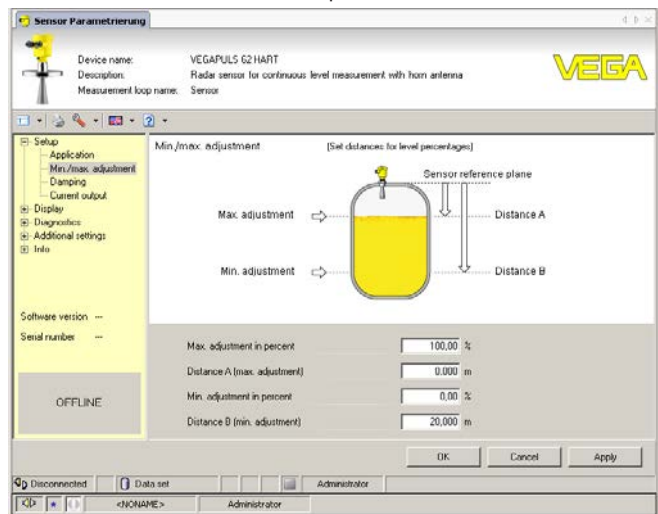 Sensor Parametrierung
Device name: VEGAPULS 62 HART
Description: Radar sensor for continuous level measurement with horn antenna
Measurement loop name: Sensor
VEGA
Setup
Application
Min./max. adjustment
Damping
Current output
Display
Diagnostics
Additional settings
Info
Software version ---
Serial number ---
OFFLINE
Min./max. adjustment (Set distances for level percentages)
Sensor reference plane
Max. adjustment
Distance A
Min. adjustment
Distance B
Max. adjustment in percent 100,00 %
Distance A (max. adjustment) 0.000 m
Min. adjustment in percent 0,00 %
Distance B (min. adjustment) 20,000 m
OK Cancel Apply
Disconnected Data set Administrator
<NONAME> Administrator